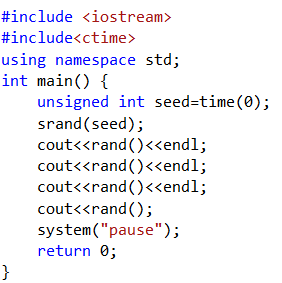 #include <iostream>
#include<ctime>
using namespace std;
int main() {
    unsigned int seed=time(0);
    srand(seed);
    cout<<rand()<<endl;
    cout<<rand()<<endl;
    cout<<rand()<<endl;
    cout<<rand();
    system("pause");
    return 0;
}